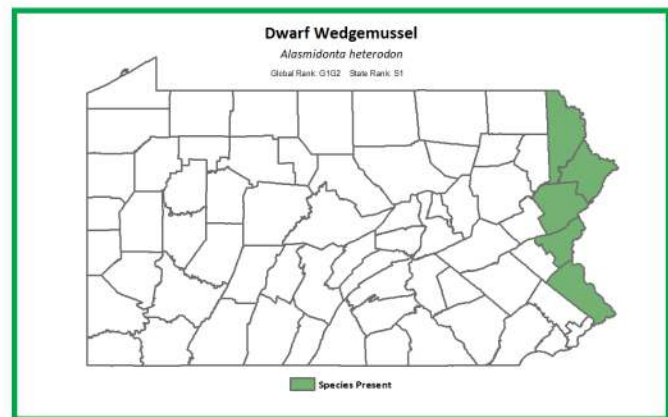 Dwarf Wedgemussel
Alasmidonta heterodon
Global Rank: G1G2 State Rank: S1
Species Present